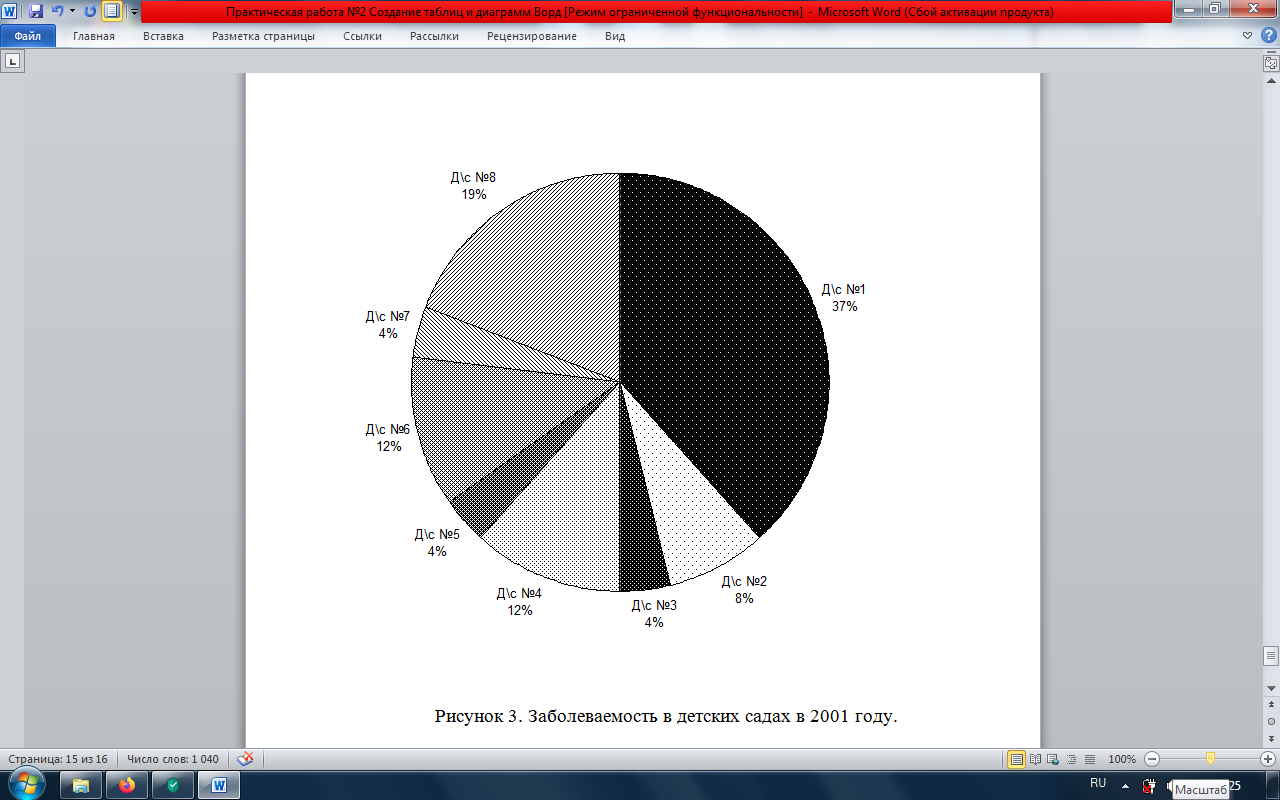 Практическая работа №2 Создание таблиц и диаграмм Ворд [Режим ограниченной функциональности] - Microsoft Word (Сбой активации продукта)
Файл Главная Вставка Разметка страницы Ссылки Рассылки Рецензирование Вид
Д\с №8
19%
Д\с №1
37%
Д\с №7
4%
Д\с №6
12%
Д\с №5
4%
Д\с №4
12%
Д\с №3
4%
Д\с №2
8%
Рисунок 3. Заболеваемость в детских садах в 2001 году.
Страница: 15 из 16 Число слов: 1 040 100%
RU 25
Масштаб